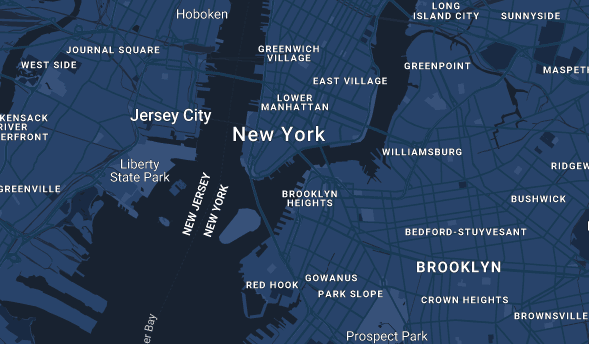 Hoboken
LONG
ISLAND CITY
SUNNYSIDE
JOURNAL SQUARE
GREENWICH
VILLAGE
WEST SIDE
GREENPOINT
MASPETH
EAST VILLAGE
LOWER
MANHATTAN
KENSACK
RIVER
ERFRONT
Jersey City
New York
WILLIAMSBURG
Liberty
State Park
RIDGEW
GREENVILLE
NEW JERSEY
NEW YORK
BROOKLYN
HEIGHTS
BUSHWICK
BEDFORD-STUYVESANT
BROOKLYN
GOWANUS
RED HOOK
PARK SLOPE
CROWN HEIGHTS
BROWNSVILLE
er Bay
Prospect Park